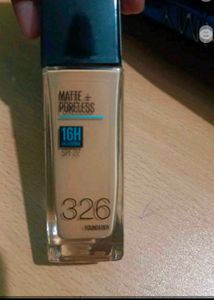 MATTE +
PORELESS
16H
SPF 22
326
FOUNDATION